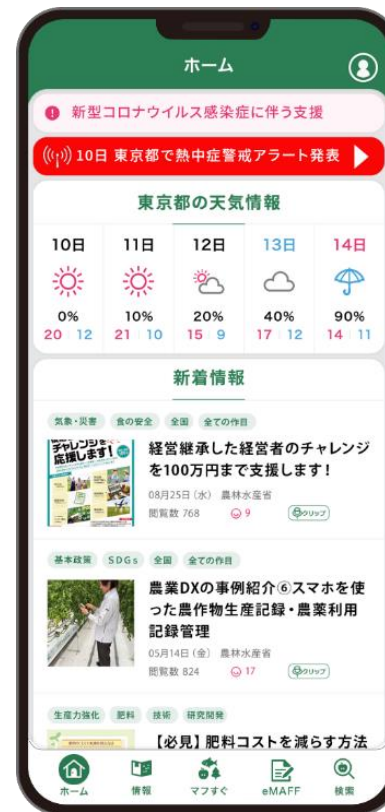 ホーム
新型コロナウイルス感染症に伴う支援
10日 東京都で熱中症警戒アラート発表
東京都の天気情報
10日 11日 12日 13日 14日
0% 10% 20% 40% 90%
20 12 21 10 15 9 17 12 14 11
新着情報
気象・災害 食の安全 全国 全ての作目
チャレンジを
応援します!
経営継承した経営者のチャレンジ
を100万円まで支援します!
08月25日(水) 農林水産省
閲覧数 768 9 クリップ
基本政策 SDGs 全国 全ての作目
農業DXの事例紹介⑥スマホを使
った農作物生産記録・農薬利用
記録管理
05月14日(金) 農林水産省
閲覧数 824 17 クリップ
生産力強化 肥料 技術 研究開発
【必見】肥料コストを減らす方法
ホーム 情報 マフすく eMAFF 検索